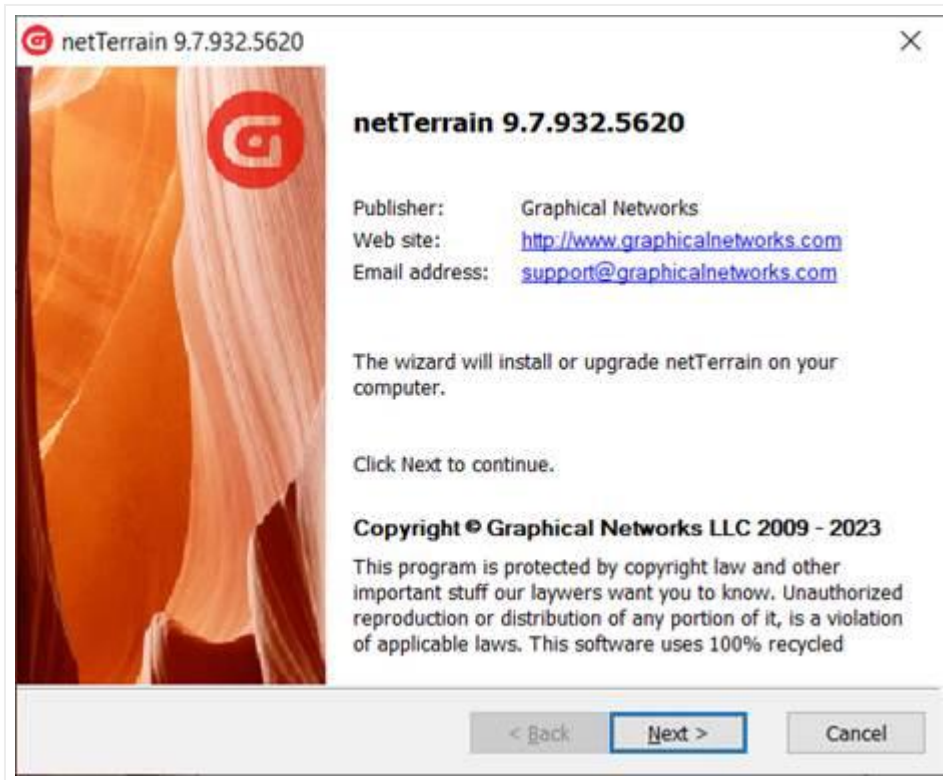 netTerrain 9.7.932.5620
netTerrain 9.7.932.5620
Publisher: Graphical Networks
Web site: http://www.graphicalnetworks.com
Email address: support@graphicalnetworks.com
The wizard will install or upgrade netTerrain on your
computer.
Click Next to continue.
Copyright © Graphical Networks LLC 2009 - 2023
This program is protected by copyright law and other
important stuff our laywers want you to know. Unauthorized
reproduction or distribution of any portion of it, is a violation
of applicable laws. This software uses 100% recycled
< Back Next > Cancel